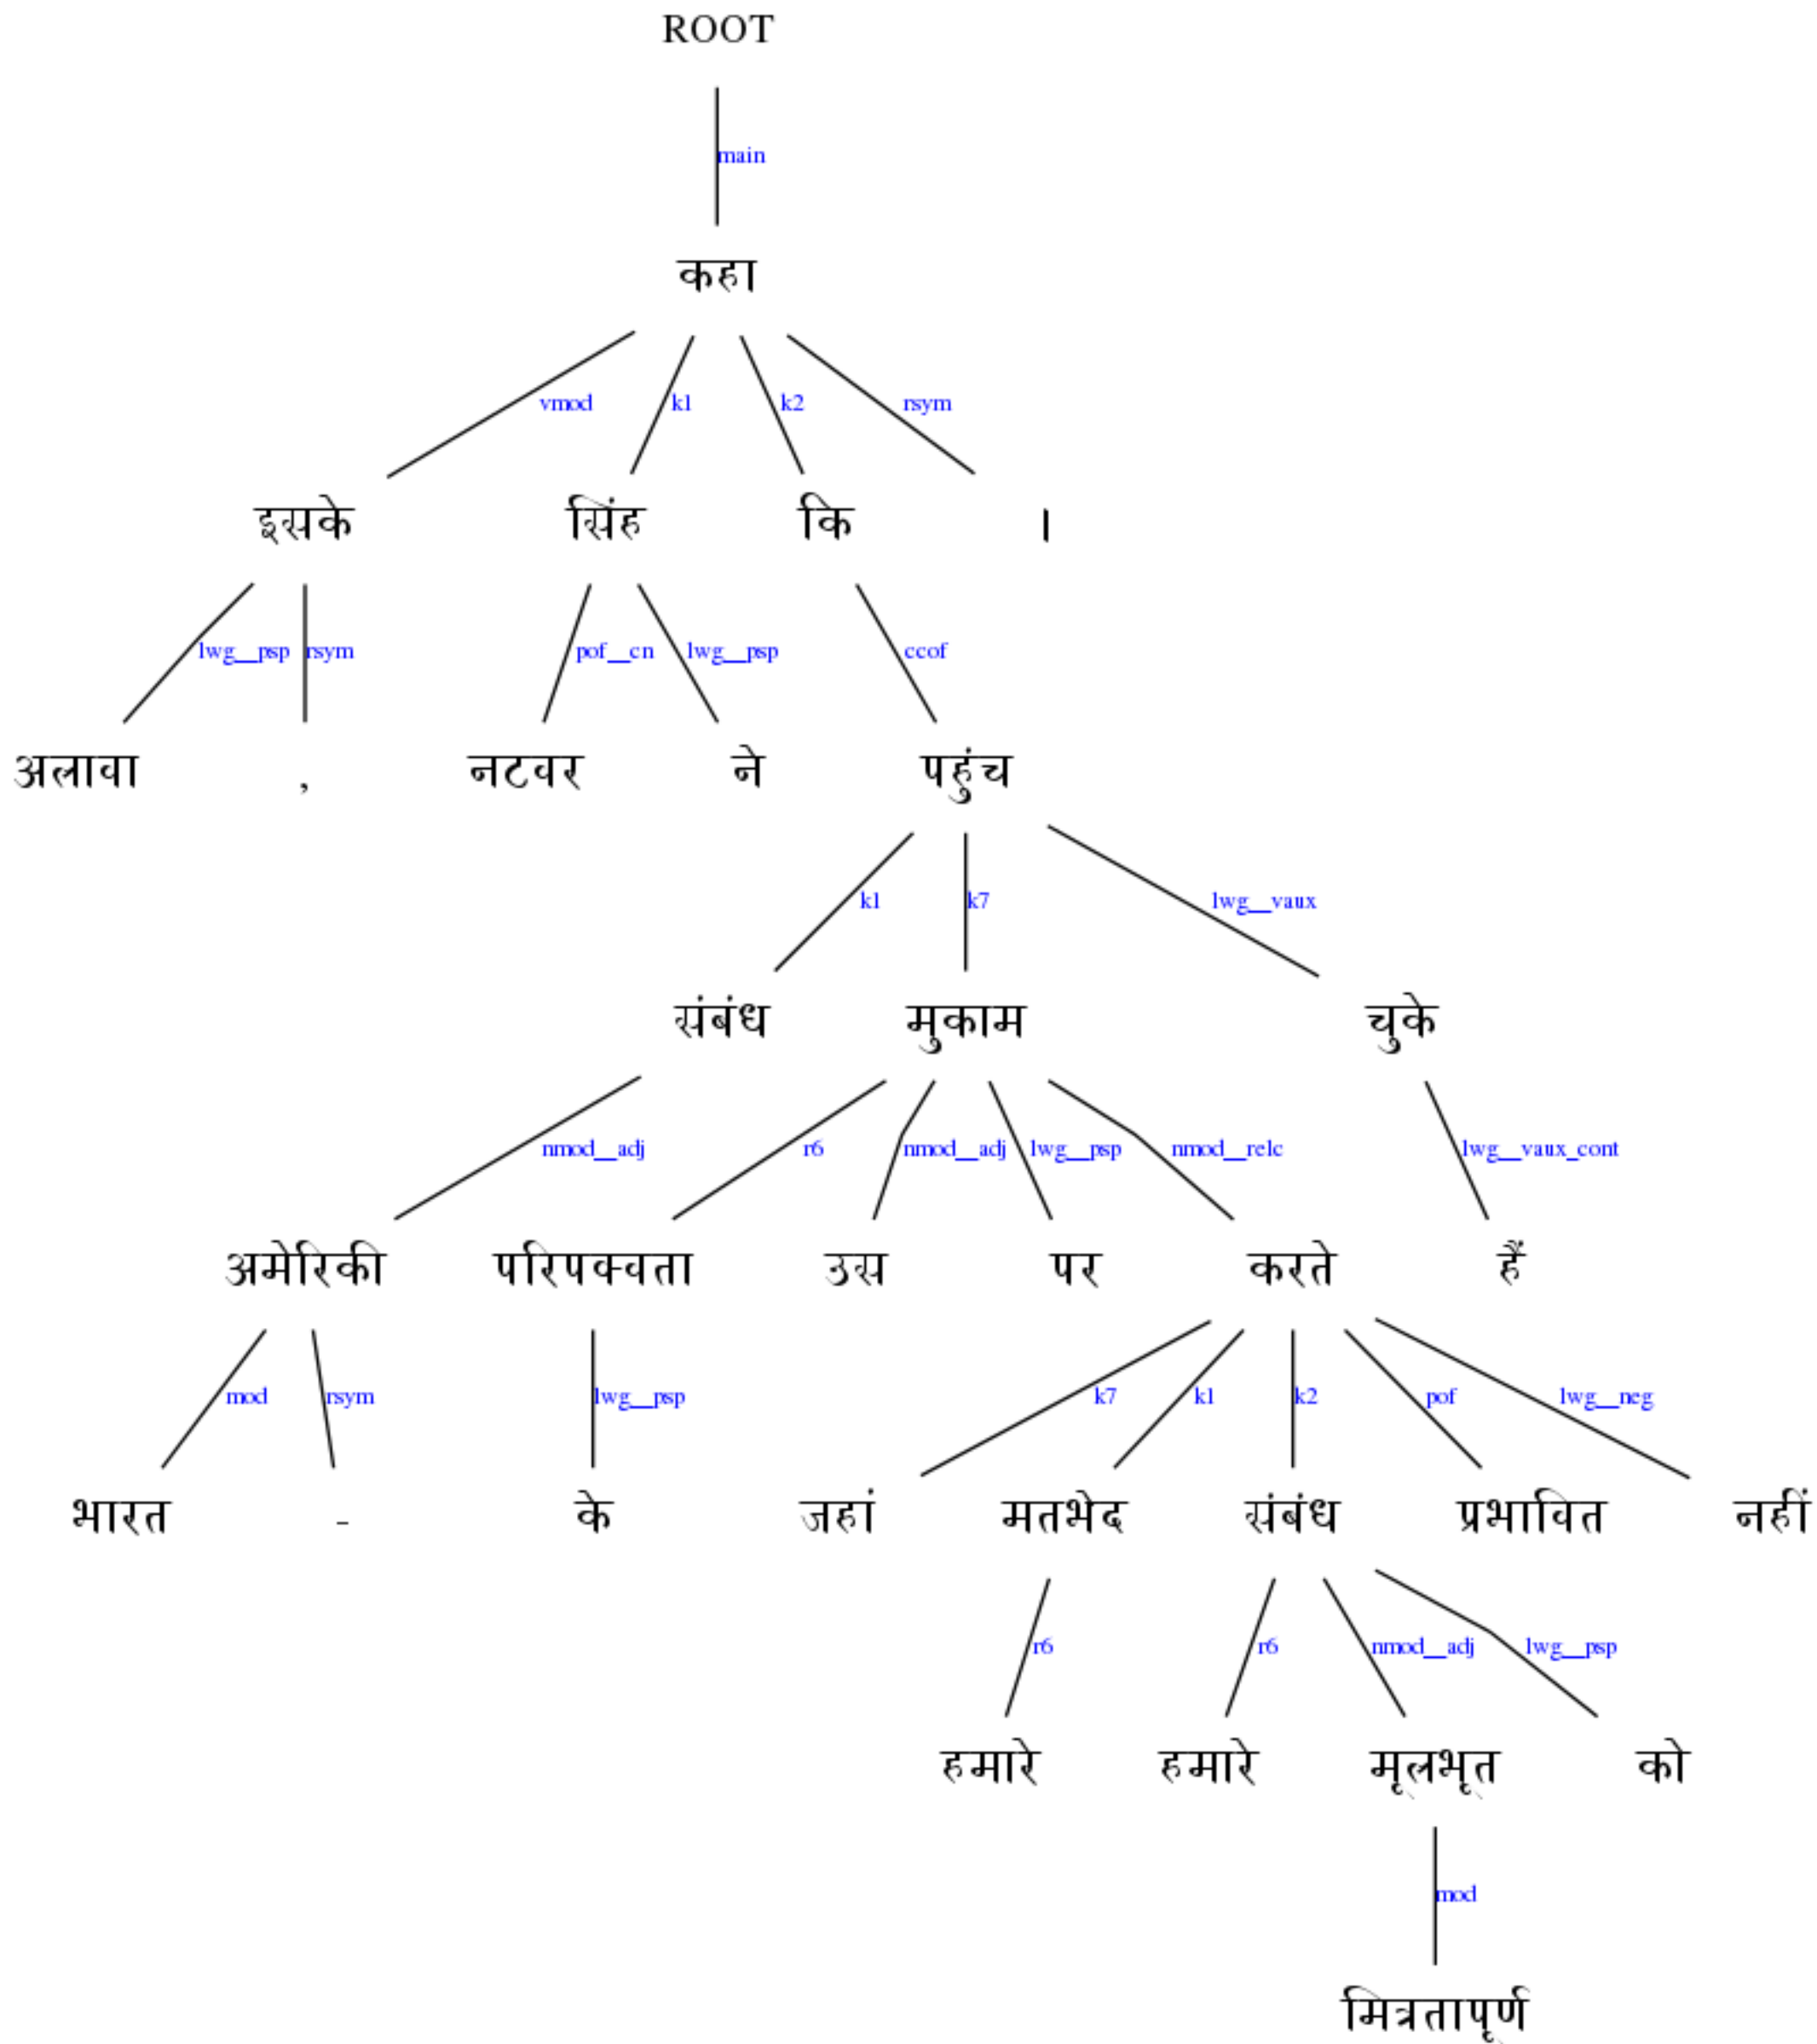 ROOT
main
कहा
vmod k1 k2 rsym
इसके सिंह कि ।
lwg__psp rsym pof__cn lwg__psp ccof
अलावा , नटवर ने पहुंच
k1 k7 lwg__vaux
संबंध मुकाम चुके
nmod__adj r6 nmod__adj lwg__psp nmod__relc lwg__vaux_cont
अमेरिकी परिपक्वता उस पर करते हैं
mod rsym lwg__psp k7 k1 k2 pof lwg__neg
भारत - के जहां मतभेद संबंध प्रभावित नहीं
r6 r6 nmod__adj lwg__psp
हमारे हमारे मूलभूत को
mod
मित्रतापूर्ण